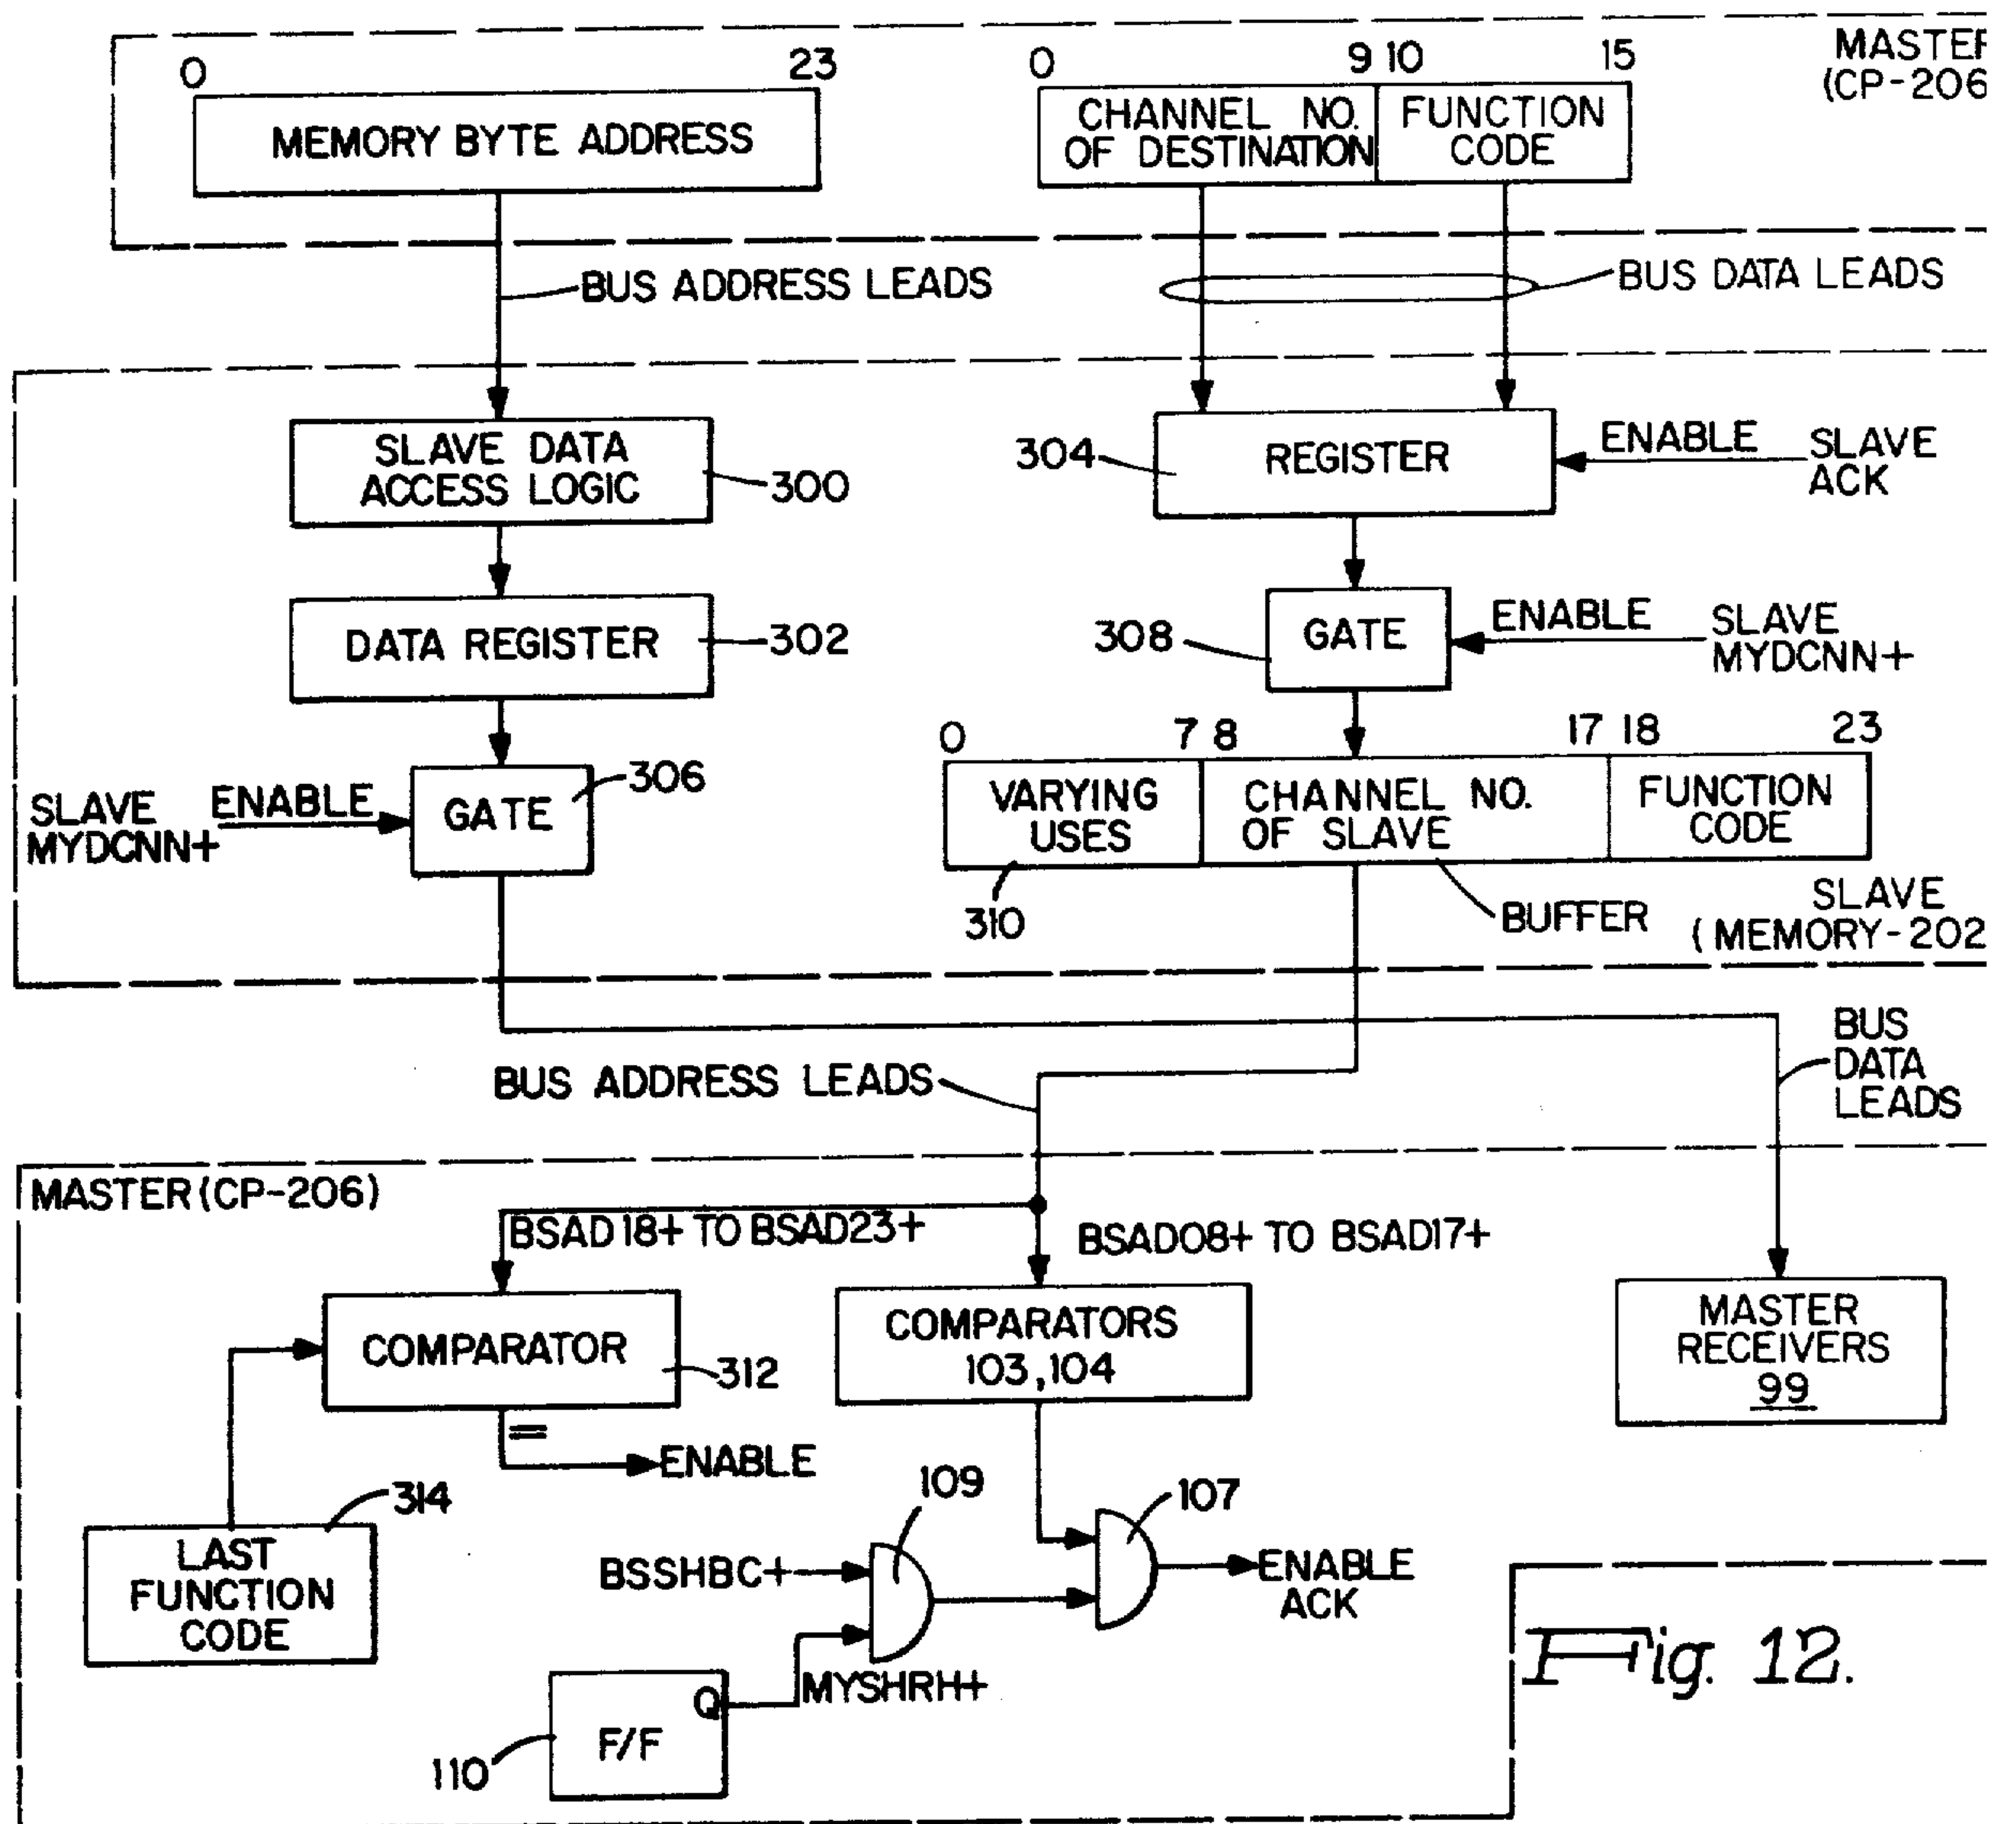 0 23
0 9 10 15
MASTER
(CP-206
MEMORY BYTE ADDRESS
CHANNEL NO.
OF DESTINATION
FUNCTION
CODE
BUS ADDRESS LEADS
BUS DATA LEADS
SLAVE DATA
ACCESS LOGIC
300
304
REGISTER
ENABLE
SLAVE
ACK
DATA REGISTER
302
308
GATE
ENABLE
SLAVE
MYDCNN+
SLAVE
MYDCNN+
ENABLE
GATE
306
0 7 8 17 18 23
VARYING
USES
CHANNEL NO.
OF SLAVE
FUNCTION
CODE
310
BUFFER
SLAVE
(MEMORY-202
BUS ADDRESS LEADS
BUS
DATA
LEADS
MASTER (CP-206)
BSAD18+ TO BSAD23+
BSAD08+ TO BSAD17+
COMPARATOR
312
COMPARATORS
103,104
MASTER
RECEIVERS
99
=
ENABLE
314
LAST
FUNCTION
CODE
109
107
BSSHBC+
ENABLE
ACK
MYSHRH+
Q
F/F
110
Fig. 12.